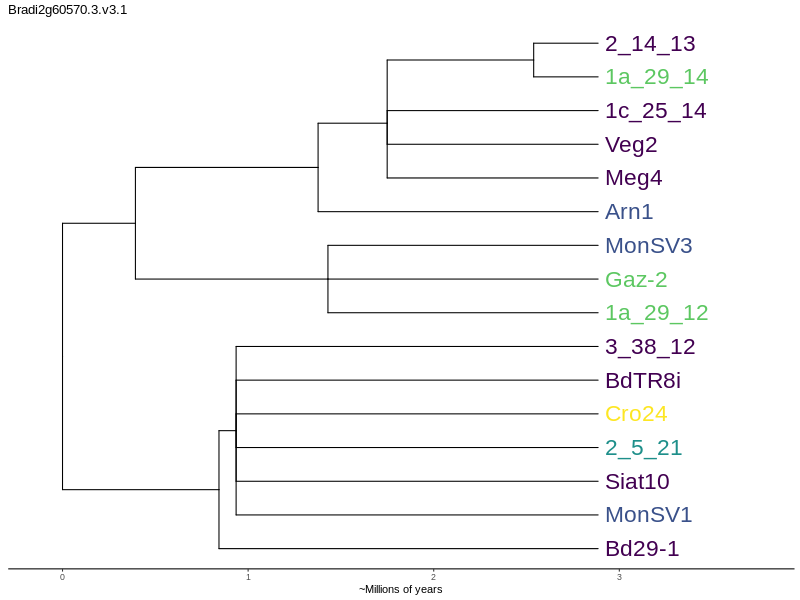 Bradi2g60570.3.v3.1
2_14_13
1a_29_14
1c_25_14
Veg2
Meg4
Arn1
MonSV3
Gaz-2
1a_29_12
3_38_12
BdTR8i
Cro24
2_5_21
Siat10
MonSV1
Bd29-1
0 1 2 3
~Millions of years